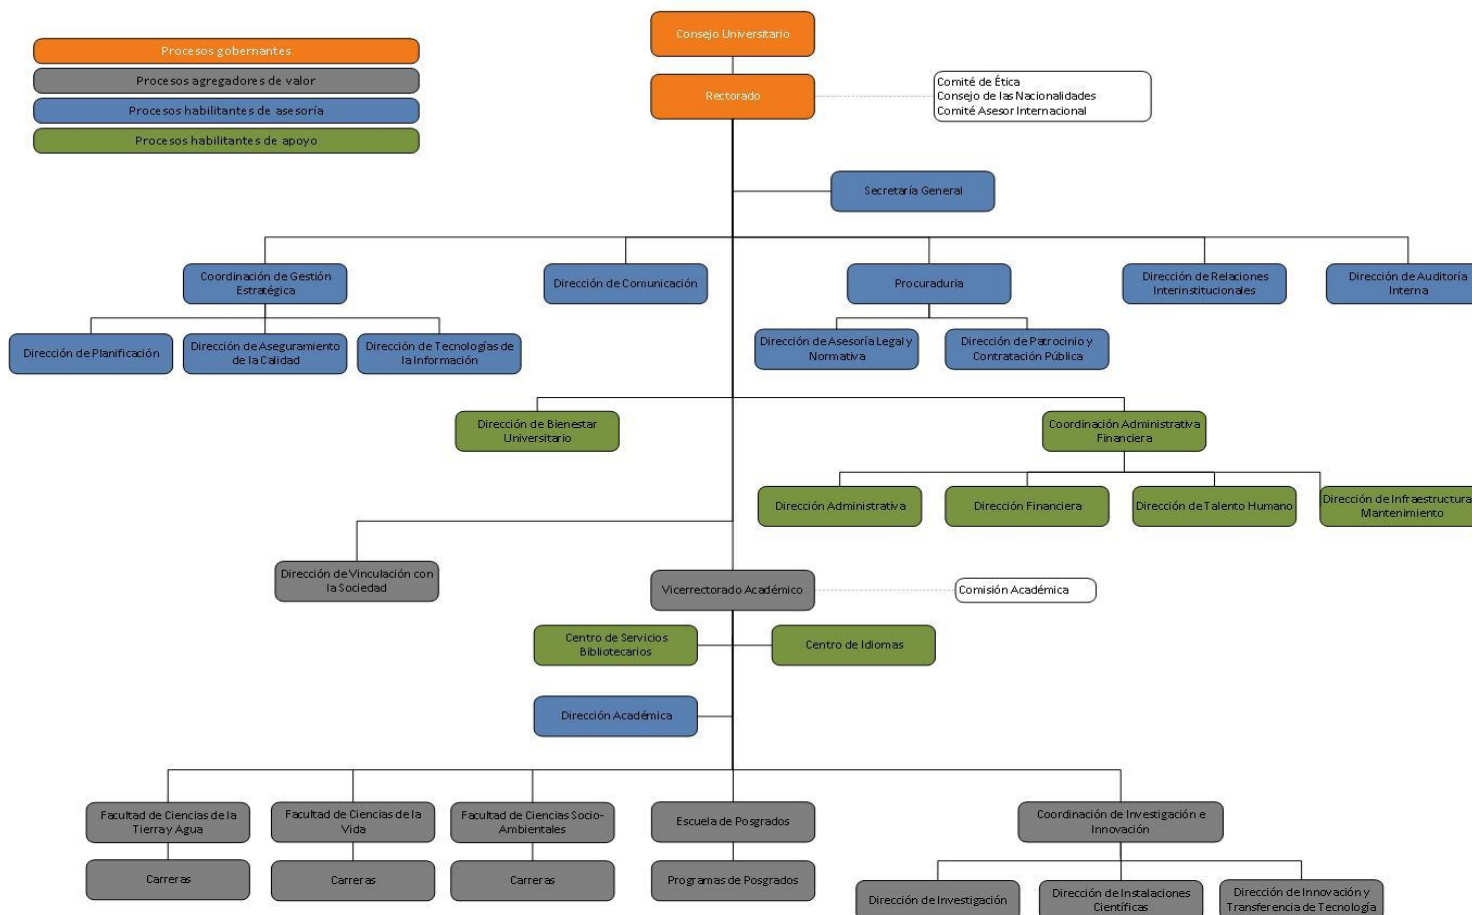 Consejo Universitario
Procesos gobernantes
Procesos agregadores de valor
Procesos habilitantes de asesoría
Procesos habilitantes de apoyo
Rectorado
Comité de Ética
Consejo de las Nacionalidades
Comité Asesor Internacional
Secretaría General
Coordinación de Gestión
Estratégica
Dirección de Comunicación
Procuraduria
Dirección de Relaciones
Interinstitucionales
Dirección de Auditoría
Interna
Dirección de Planificación
Dirección de Aseguramiento
de la Calidad
Dirección de Tecnologías de
la Información
Dirección de Asesoría Legal y
Normativa
Dirección de Patrocinio y
Contratación Pública
Dirección de Bienestar
Universitario
Coordinación Administrativa
Financiera
Dirección Administrativa
Dirección Financiera
Dirección de Talento Humano
Dirección de Infraestructura
Mantenimiento
Dirección de Vinculación con
la Sociedad
Vicerrectorado Académico
Comisión Académica
Centro de Servicios
Bibliotecarios
Centro de Idiomas
Dirección Académica
Facultad de Ciencias de la
Tierra y Agua
Facultad de Ciencias de la
Vida
Facultad de Ciencias Socio-
Ambientales
Escuela de Posgrados
Coordinación de Investigación e
Innovación
Carreras
Carreras
Carreras
Programas de Posgrados
Dirección de Investigación
Dirección de Instalaciones
Científicas
Dirección de Innovación y
Transferencia de Tecnología